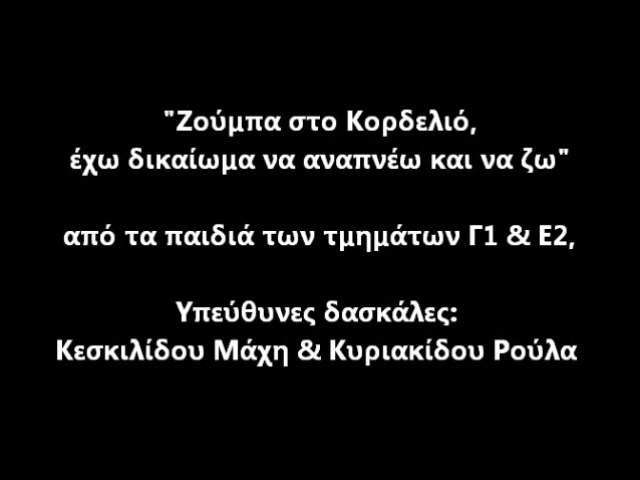 "Ζούμπα στο Κορδελιό,
έχω δικαίωμα να αναπνέω και να ζω"
από τα παιδιά των τμημάτων Γ1 & Ε2,
Υπεύθυνες δασκάλες:
Κεσκιλίδου Μάχη & Κυριακίδου Ρούλα